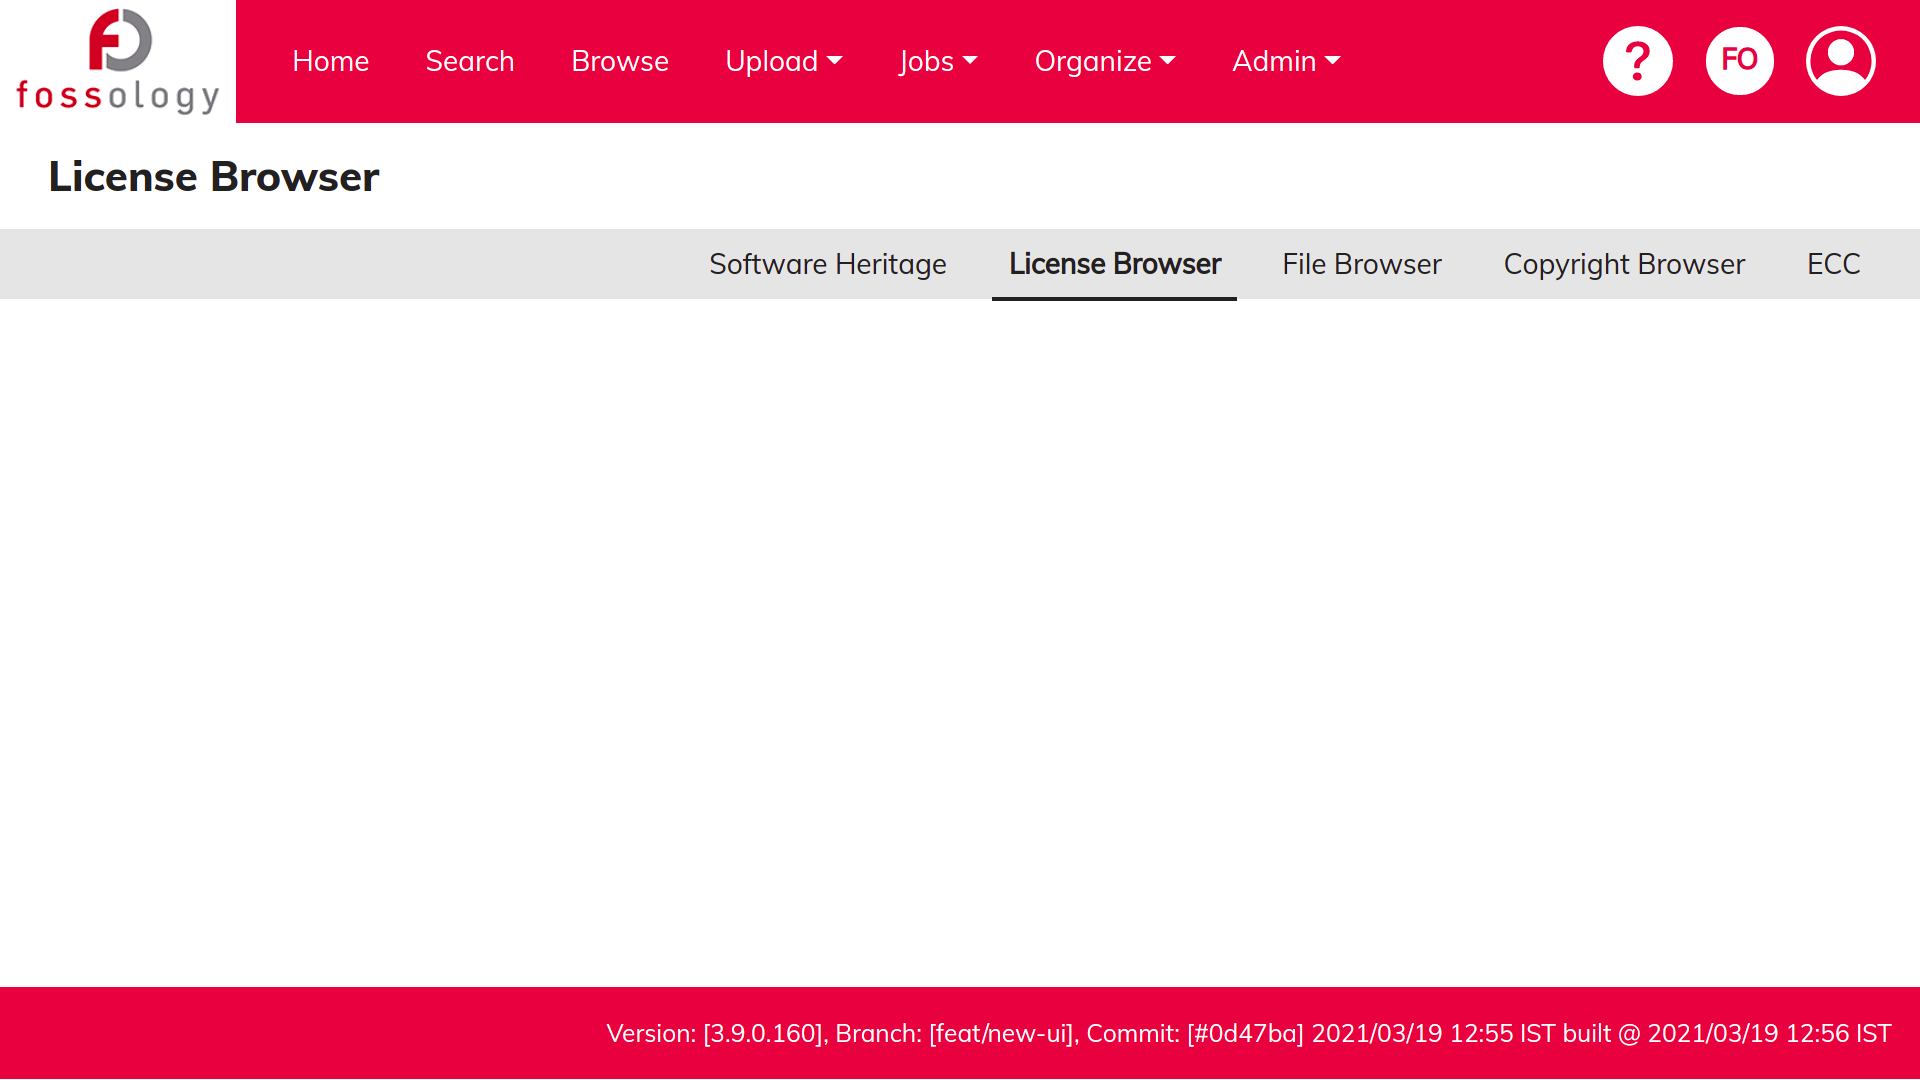 fossology
Home Search Browse Upload Jobs Organize Admin ? FO
License Browser
Software Heritage License Browser File Browser Copyright Browser ECC
Version: [3.9.0.160], Branch: [feat/new-ui], Commit: [#0d47ba] 2021/03/19 12:55 IST built @ 2021/03/19 12:56 IST